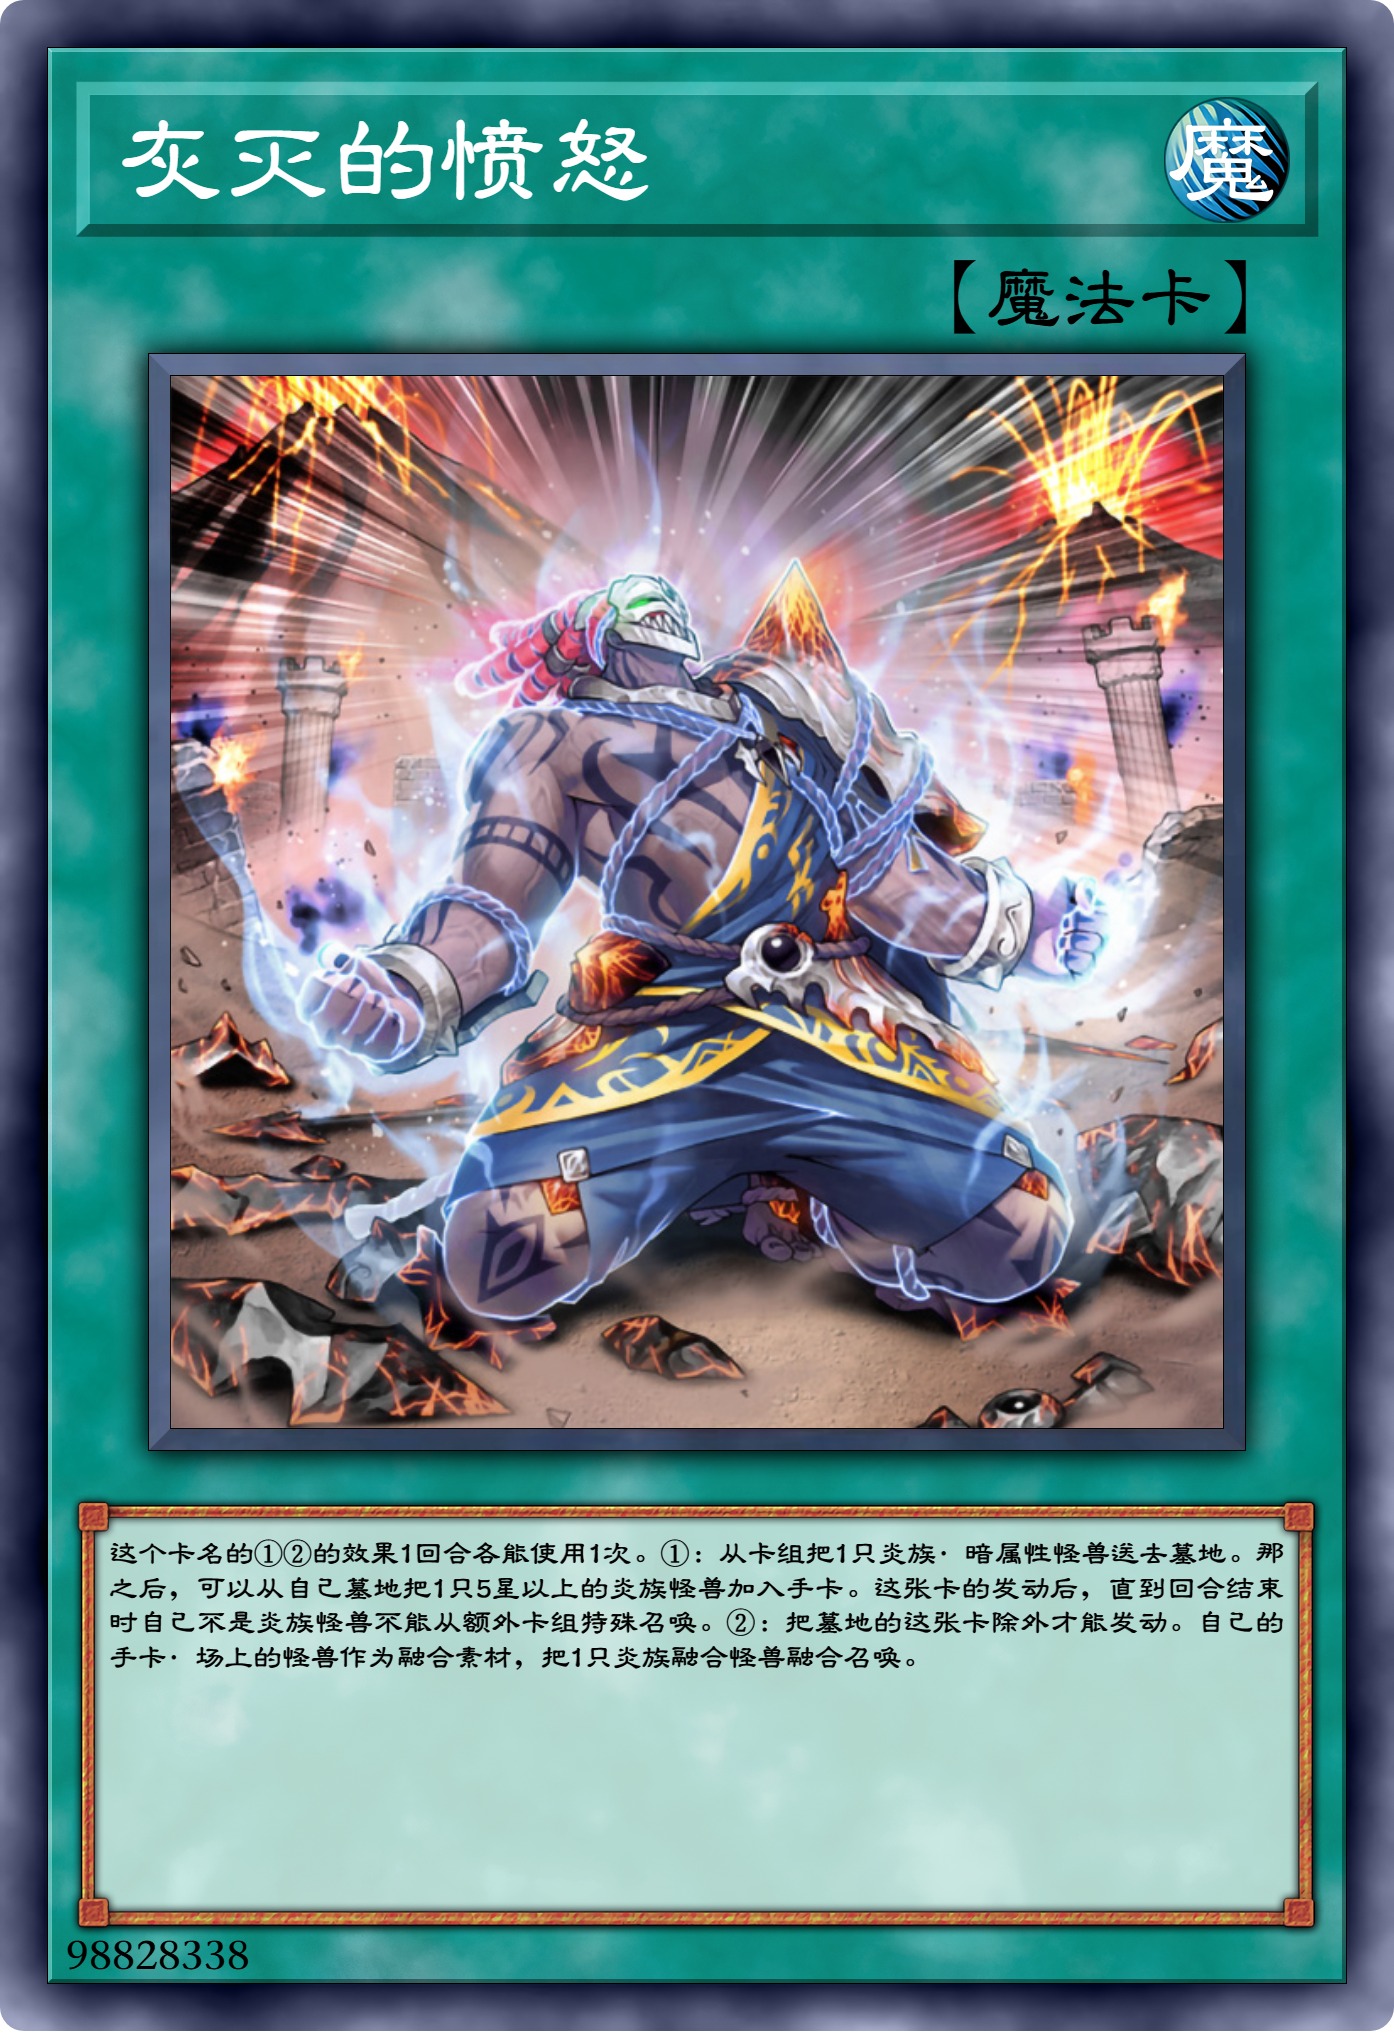 灰灭的愤怒
魔
【魔法卡】
这个卡名的①②的效果1回合各能使用1次。①：从卡组把1只炎族·暗属性怪兽送去墓地。那
之后，可以从自己墓地把1只5星以上的炎族怪兽加入手卡。这张卡的发动后，直到回合结束
时自己不是炎族怪兽不能从额外卡组特殊召唤。②：把墓地的这张卡除外才能发动。自己的
手卡·场上的怪兽作为融合素材，把1只炎族融合怪兽融合召唤。
98828338